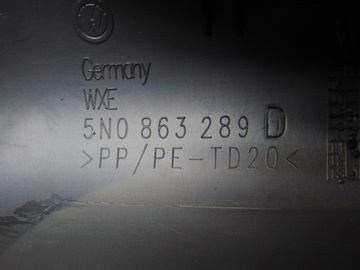 Germany
WXE
5N0 863 289 D
>PP/PE-TD20<